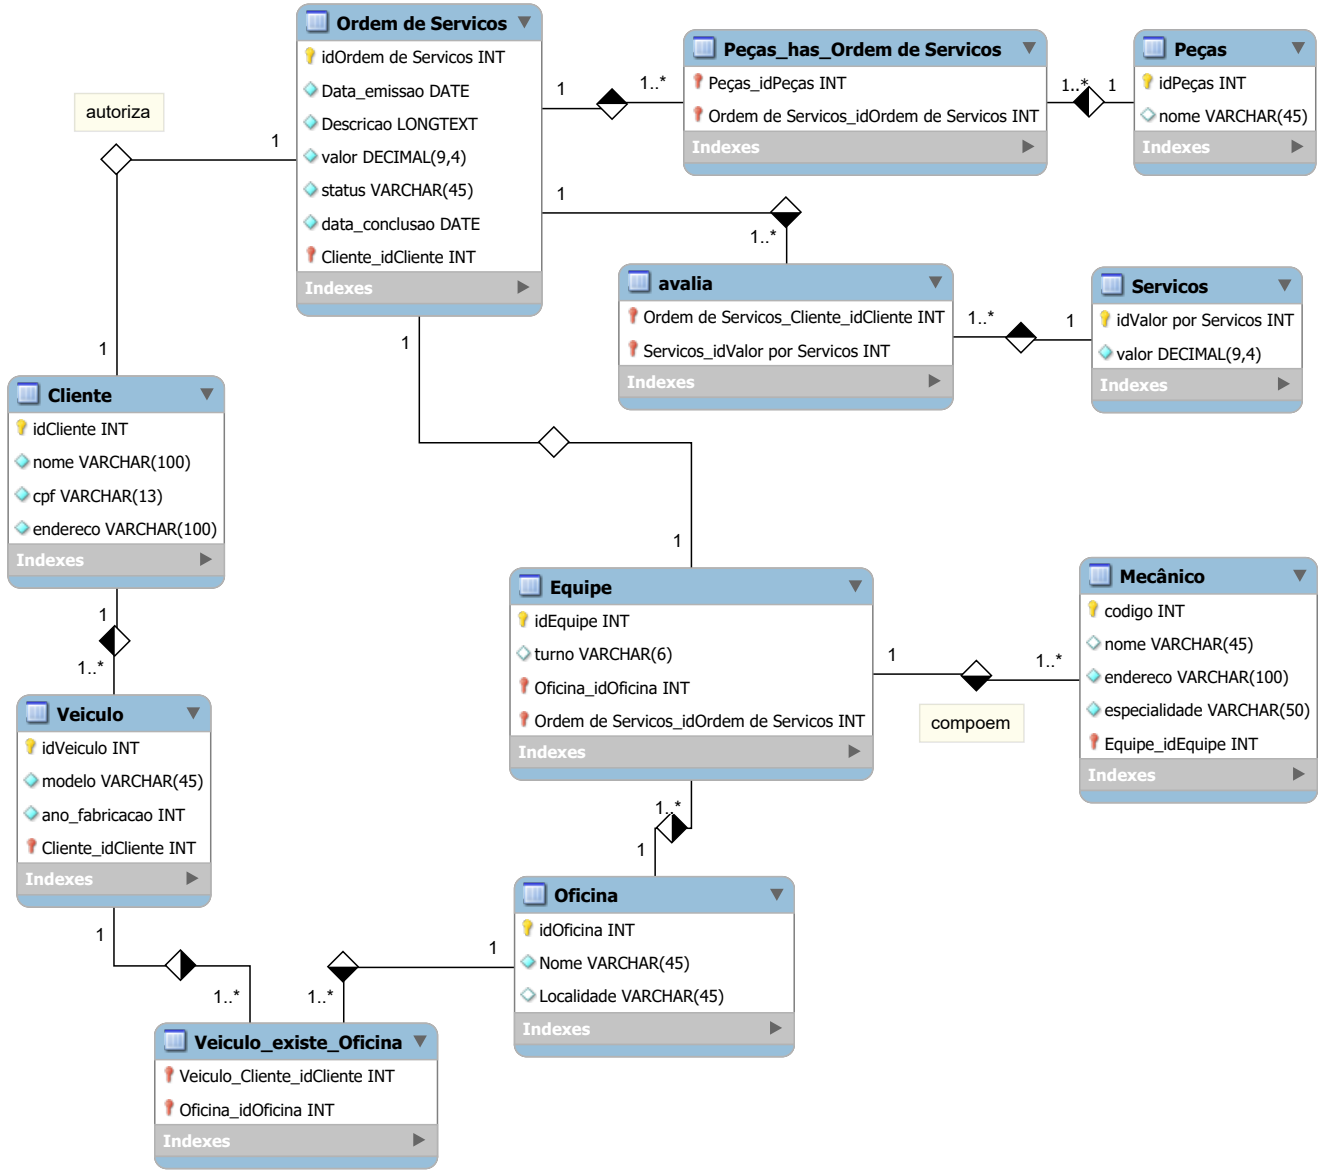 Ordem de Servicos
idOrdem de Servicos INT
Data_emissao DATE
Descricao LONGTEXT
valor DECIMAL(9,4)
status VARCHAR(45)
data_conclusao DATE
Cliente_idCliente INT
Indexes
1
1..*
Peças_has_Ordem de Servicos
Peças_idPeças INT
Ordem de Servicos_idOrdem de Servicos INT
Indexes
1..*
1
Peças
idPeças INT
nome VARCHAR(45)
Indexes
autoriza
1
1
1
1..*
avalia
Ordem de Servicos_Cliente_idCliente INT
Servicos_idValor por Servicos INT
Indexes
1..*
1
Servicos
idValor por Servicos INT
valor DECIMAL(9,4)
Indexes
1
1
Cliente
idCliente INT
nome VARCHAR(100)
cpf VARCHAR(13)
endereco VARCHAR(100)
Indexes
1
1..*
Equipe
idEquipe INT
turno VARCHAR(6)
Oficina_idOficina INT
Ordem de Servicos_idOrdem de Servicos INT
Indexes
1
1..*
compoem
Mecânico
codigo INT
nome VARCHAR(45)
endereco VARCHAR(100)
especialidade VARCHAR(50)
Equipe_idEquipe INT
Indexes
Veiculo
idVeiculo INT
modelo VARCHAR(45)
ano_fabricacao INT
Cliente_idCliente INT
Indexes
1..*
1
Oficina
idOficina INT
Nome VARCHAR(45)
Localidade VARCHAR(45)
Indexes
1
1
1..*
1..*
Veiculo_existe_Oficina
Veiculo_Cliente_idCliente INT
Oficina_idOficina INT
Indexes